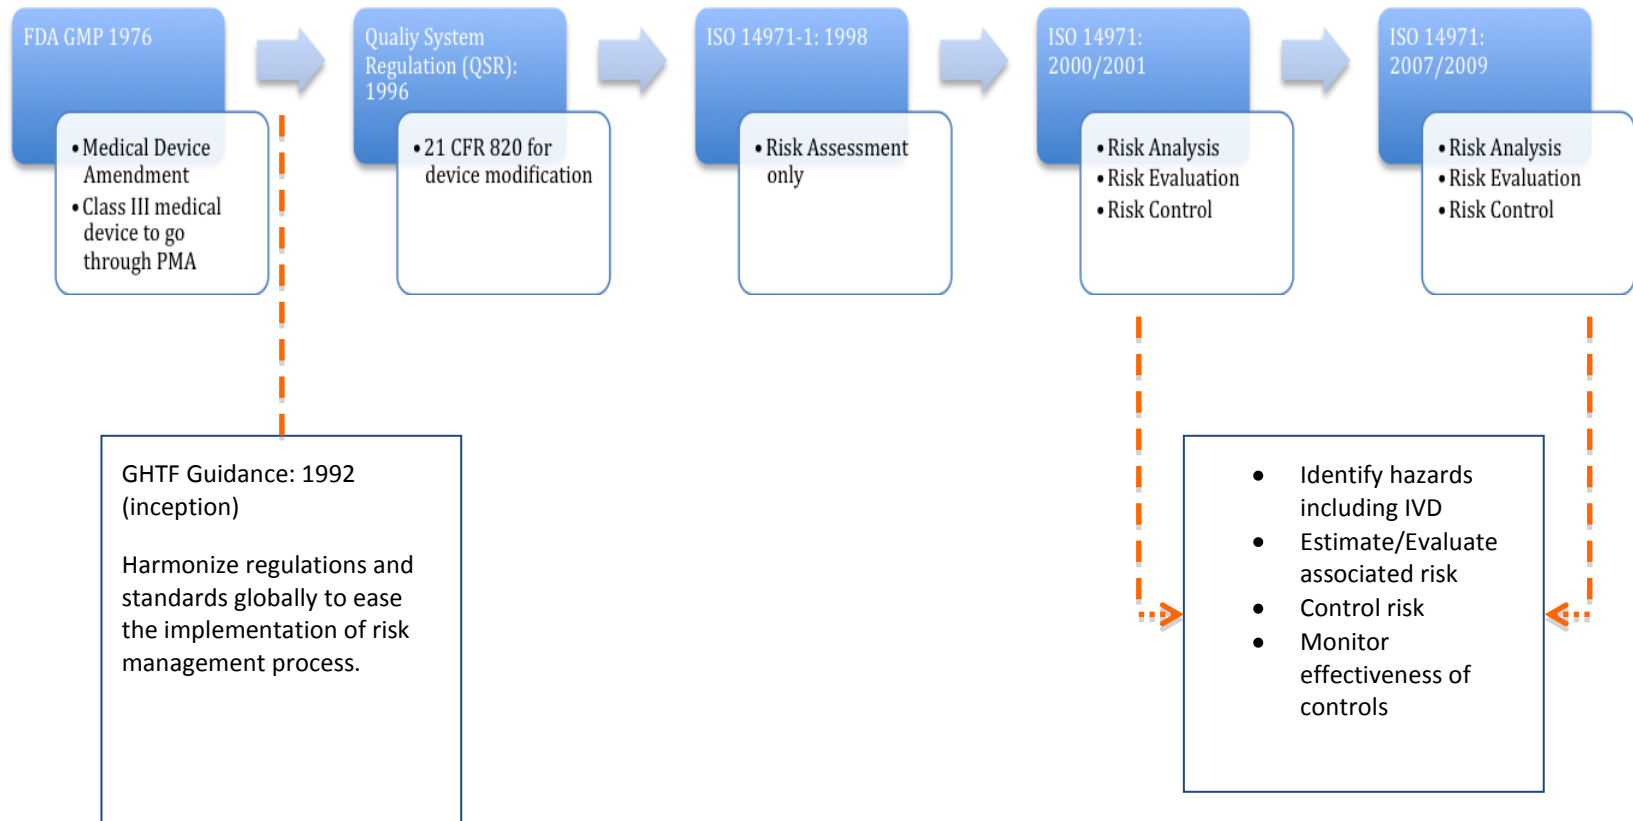 FDA GMP 1976
• Medical Device
Amendment
• Class III medical
device to go
through PMA
Qualiy System
Regulation (QSR):
1996
• 21 CFR 820 for
device modification
ISO 14971-1: 1998
• Risk Assessment
only
ISO 14971:
2000/2001
• Risk Analysis
• Risk Evaluation
• Risk Control
ISO 14971:
2007/2009
• Risk Analysis
• Risk Evaluation
• Risk Control
GHTF Guidance: 1992
(inception)
Harmonize regulations and
standards globally to ease
the implementation of risk
management process.
• Identify hazards
including IVD
• Estimate/Evaluate
associated risk
• Control risk
• Monitor
effectiveness of
controls